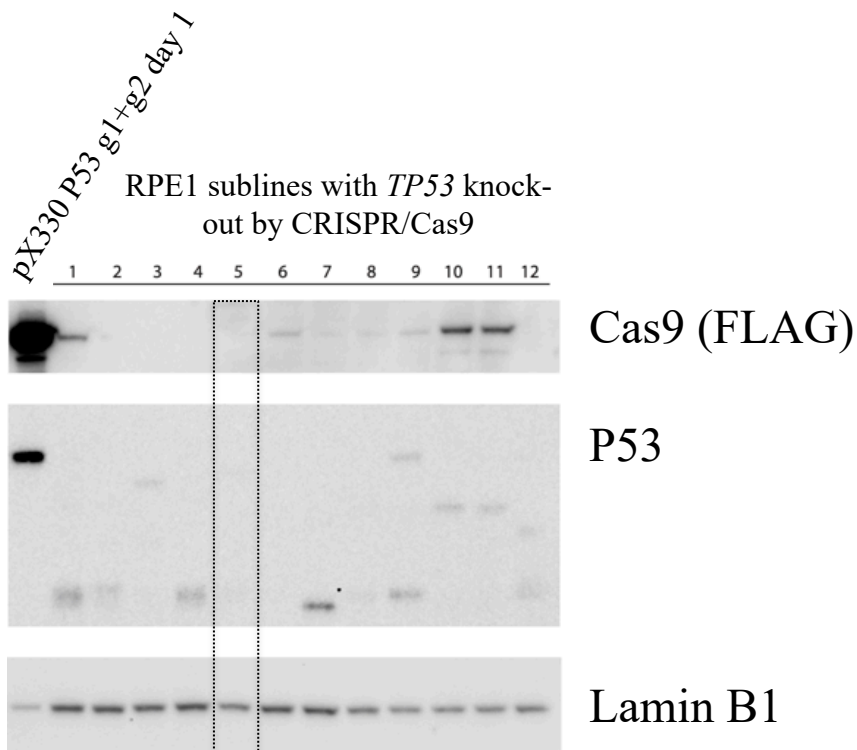 pX330 P53 g1+g2 day 1
RPE1 sublines with TP53 knock-
out by CRISPR/Cas9
1 2 3 4 5 6 7 8 9 10 11 12
Cas9 (FLAG)
P53
Lamin B1